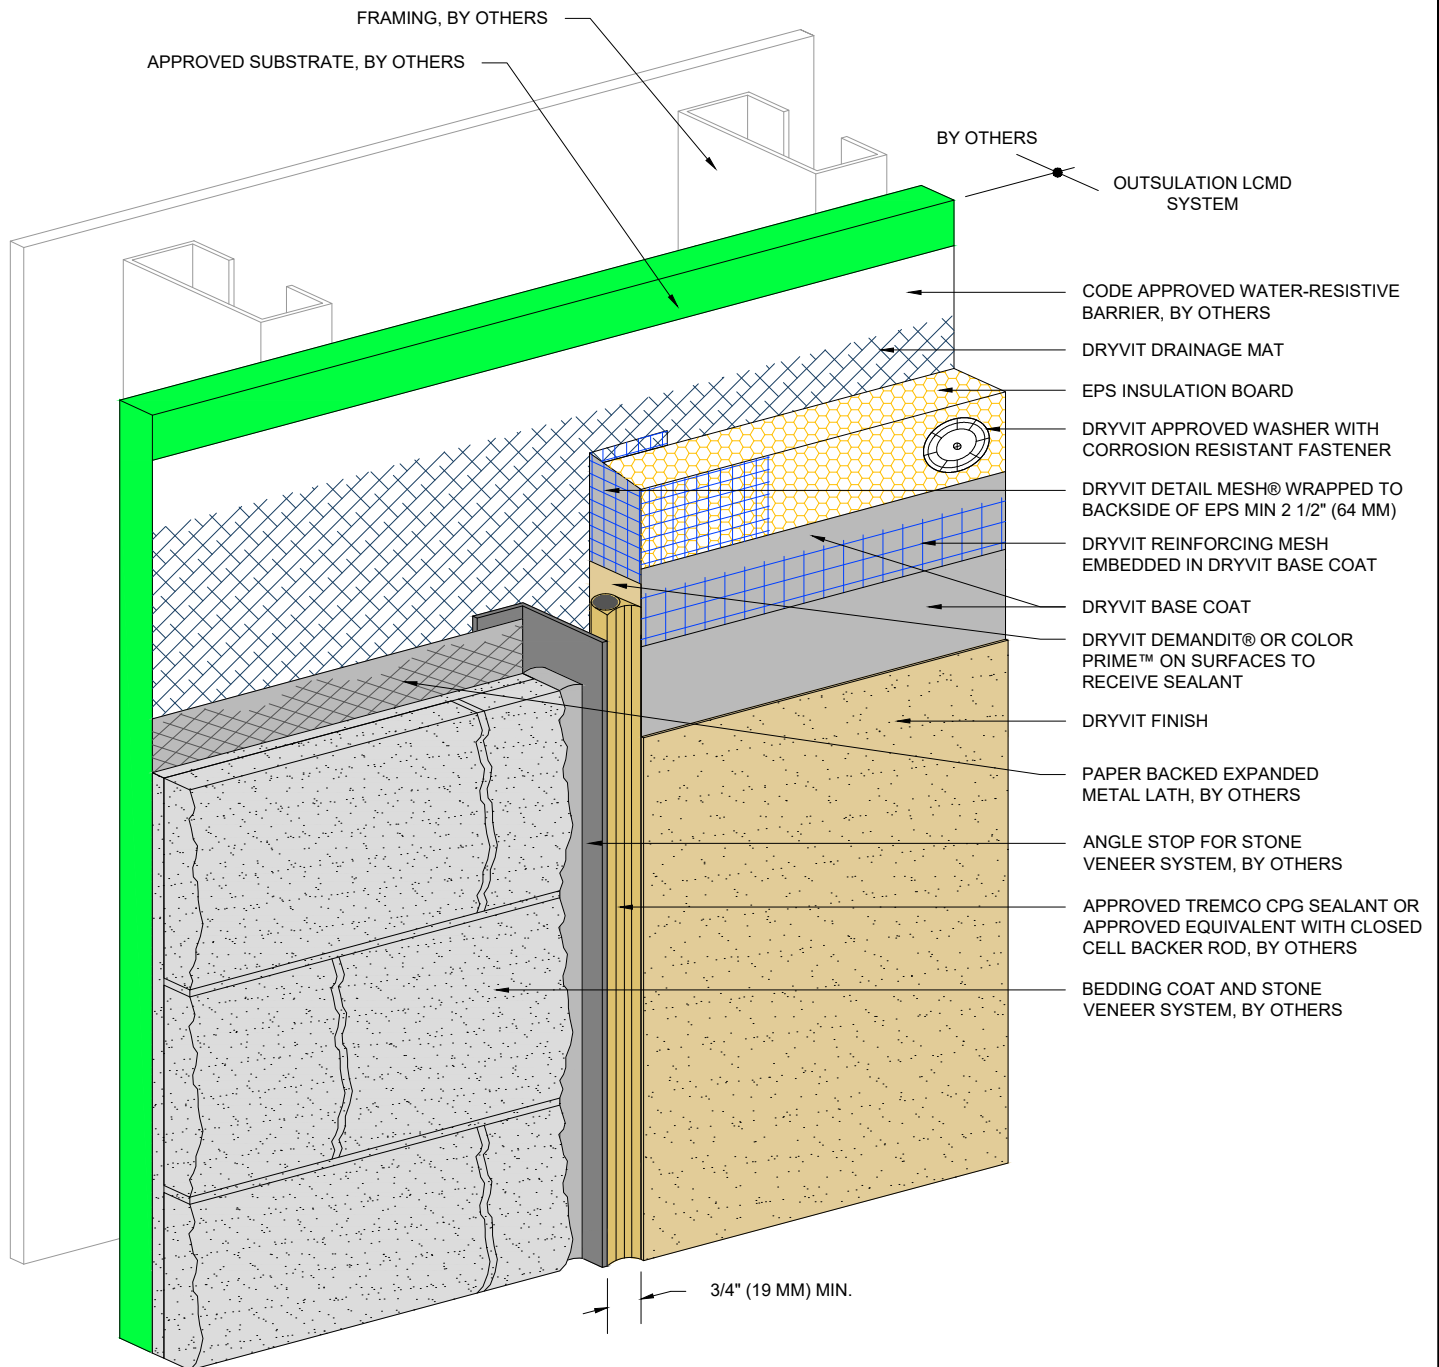 FRAMING, BY OTHERS
APPROVED SUBSTRATE, BY OTHERS
BY OTHERS
OUTSULATION LCMD
SYSTEM
CODE APPROVED WATER-RESISTIVE
BARRIER, BY OTHERS
DRYVIT DRAINAGE MAT
EPS INSULATION BOARD
DRYVIT APPROVED WASHER WITH
CORROSION RESISTANT FASTENER
DRYVIT DETAIL MESH® WRAPPED TO
BACKSIDE OF EPS MIN 2 1/2" (64 MM)
DRYVIT REINFORCING MESH
EMBEDDED IN DRYVIT BASE COAT
DRYVIT BASE COAT
DRYVIT DEMANDIT® OR COLOR
PRIME™ ON SURFACES TO
RECEIVE SEALANT
DRYVIT FINISH
PAPER BACKED EXPANDED
METAL LATH, BY OTHERS
ANGLE STOP FOR STONE
VENEER SYSTEM, BY OTHERS
APPROVED TREMCO CPG SEALANT OR
APPROVED EQUIVALENT WITH CLOSED
CELL BACKER ROD, BY OTHERS
BEDDING COAT AND STONE
VENEER SYSTEM, BY OTHERS
3/4" (19 MM) MIN.